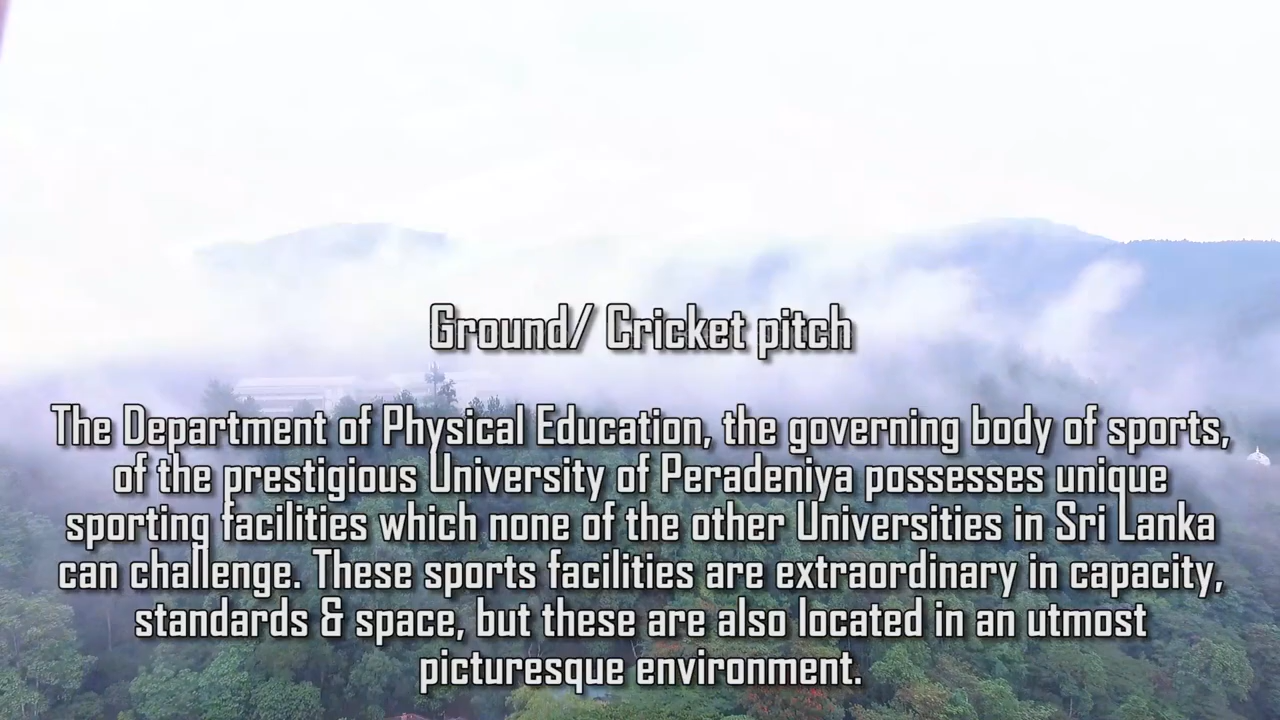 Ground/ Cricket pitch
The Department of Physical Education, the governing body of sports,
of the prestigious University of Peradeniya possesses unique
sporting facilities which none of the other Universities in Sri Lanka
can challenge. These sports facilities are extraordinary in capacity,
standards & space, but these are also located in an utmost
picturesque environment.